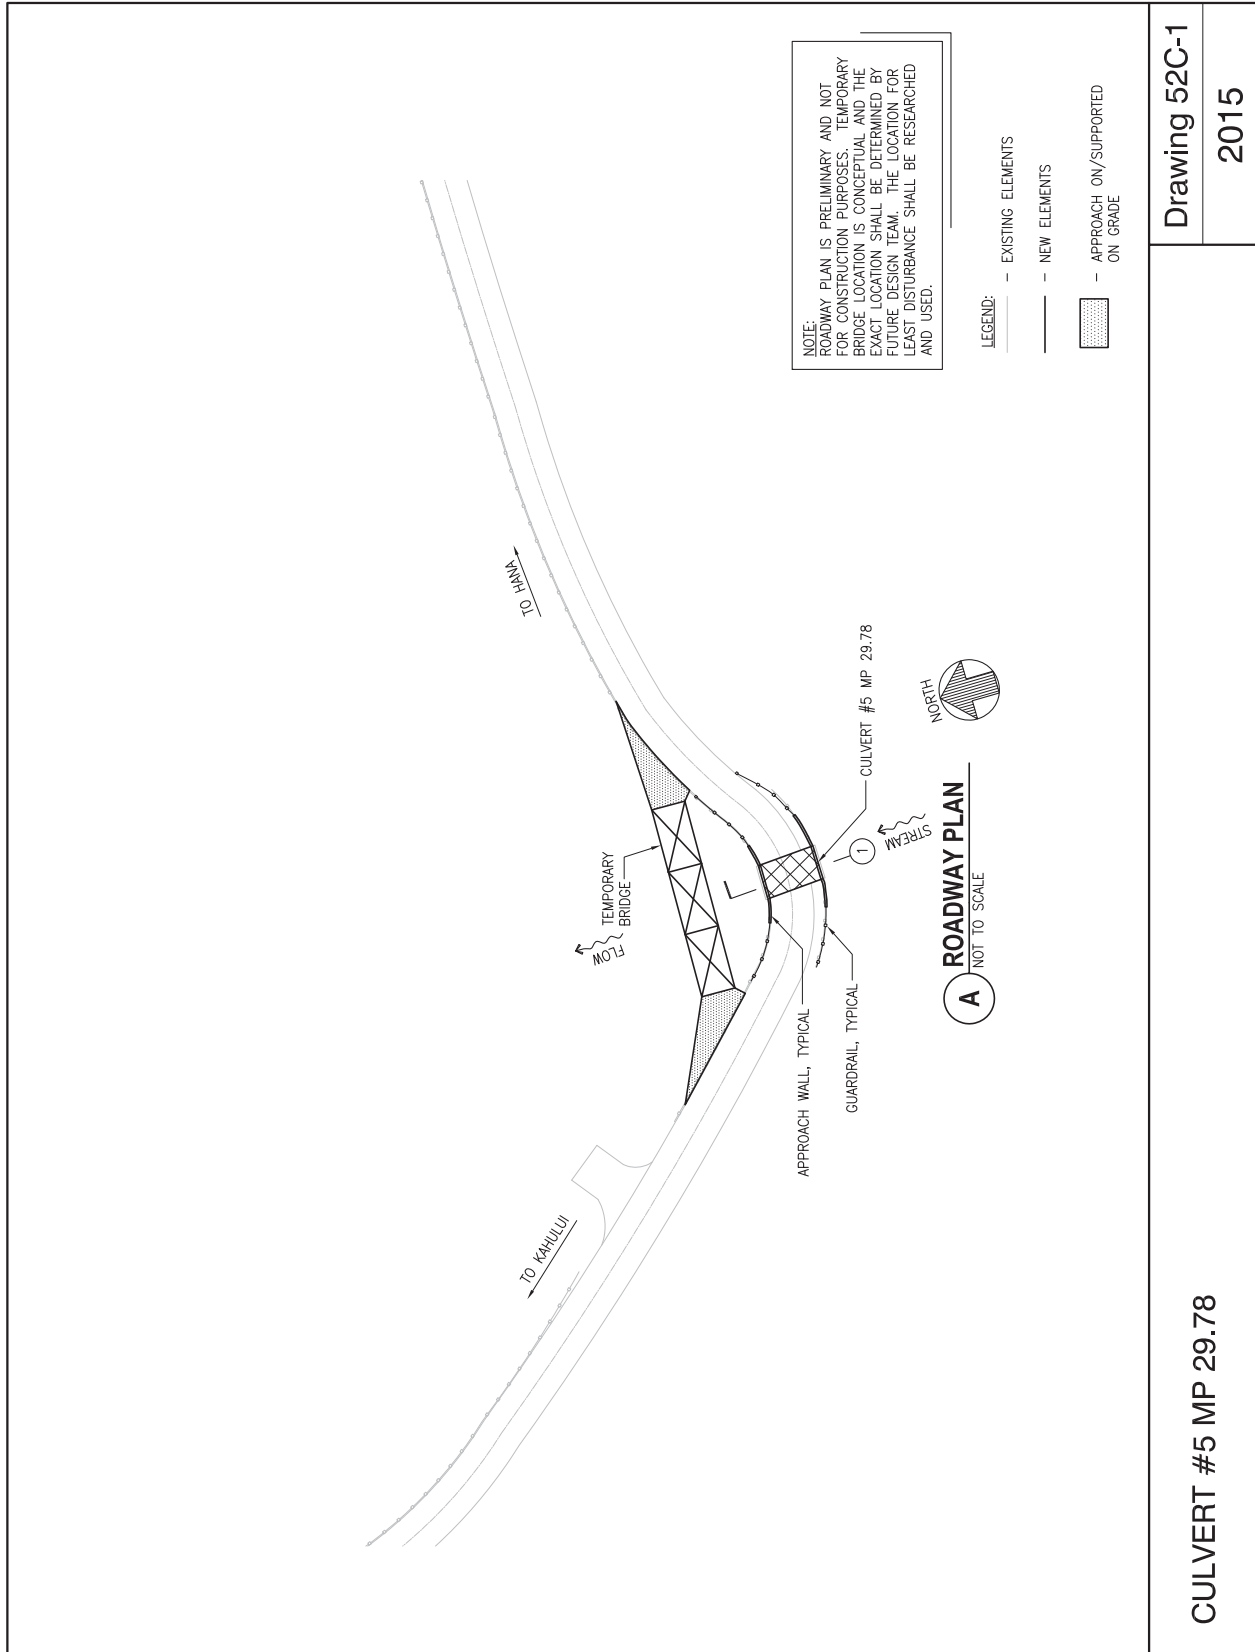 NOTE:
ROADWAY PLAN IS PRELIMINARY AND NOT
FOR CONSTRUCTION PURPOSES. TEMPORARY
BRIDGE LOCATION IS CONCEPTUAL AND THE
EXACT LOCATION SHALL BE DETERMINED BY
FUTURE DESIGN TEAM. THE LOCATION FOR
LEAST DISTURBANCE SHALL BE RESEARCHED
AND USED.
LEGEND:
- EXISTING ELEMENTS
- NEW ELEMENTS
- APPROACH ON/SUPPORTED
ON GRADE
TO KAHULUI
TO HANA
FLOW
TEMPORARY
BRIDGE
APPROACH WALL, TYPICAL
GUARDRAIL, TYPICAL
CULVERT #5 MP 29.78
1
STREAM
NORTH
A
ROADWAY PLAN
NOT TO SCALE
CULVERT #5 MP 29.78
Drawing 52C-1
2015